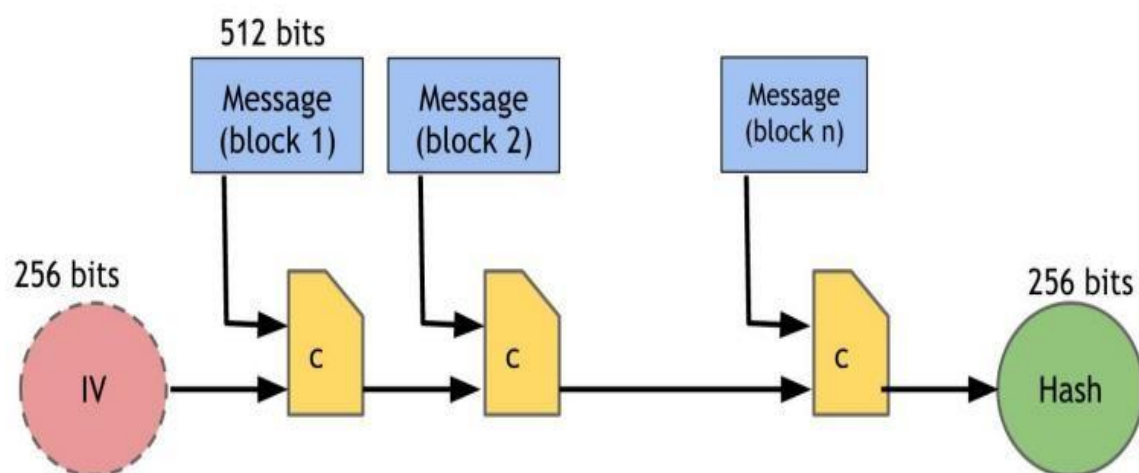 512 bits
Message
(block 1)
Message
(block 2)
Message
(block n)
256 bits
256 bits
IV
c
c
c
Hash